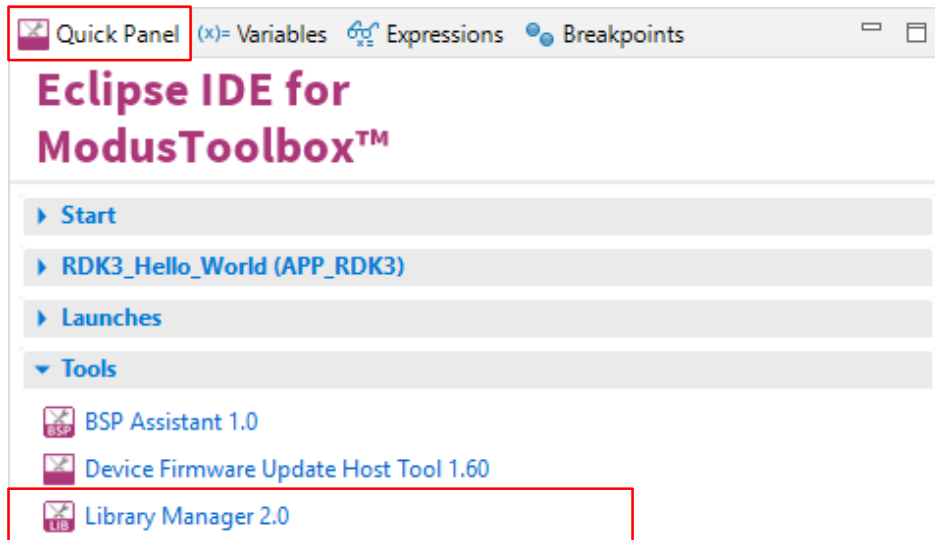 Quick Panel (x)= Variables Expressions Breakpoints
Eclipse IDE for
ModusToolbox™
Start
RDK3_Hello_World (APP_RDK3)
Launches
Tools
BSP BSP Assistant 1.0
Device Firmware Update Host Tool 1.60
LIB Library Manager 2.0